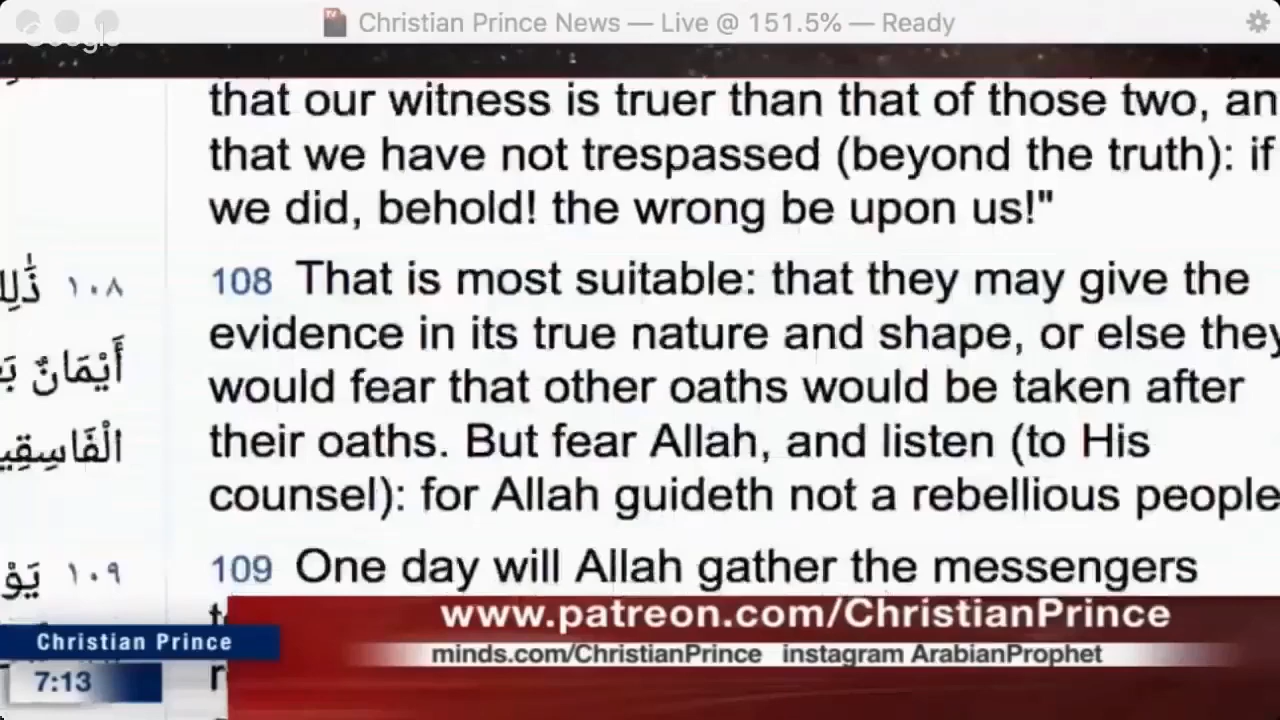 Christian Prince News — Live @ 151.5% — Ready
Google
that our witness is truer than that of those two, an
that we have not trespassed (beyond the truth): if
we did, behold! the wrong be upon us!"
١٠٨ ذَٰلِ
108 That is most suitable: that they may give the
evidence in its true nature and shape, or else they
أَيْمَانٌ بَ
would fear that other oaths would be taken after
الْفَاسِقِي
their oaths. But fear Allah, and listen (to His
counsel): for Allah guideth not a rebellious people
١٠٩ يَوْ
109 One day will Allah gather the messengers
www.patreon.com/ChristianPrince
Christian Prince
minds.com/ChristianPrince instagram ArabianProphet
7:13